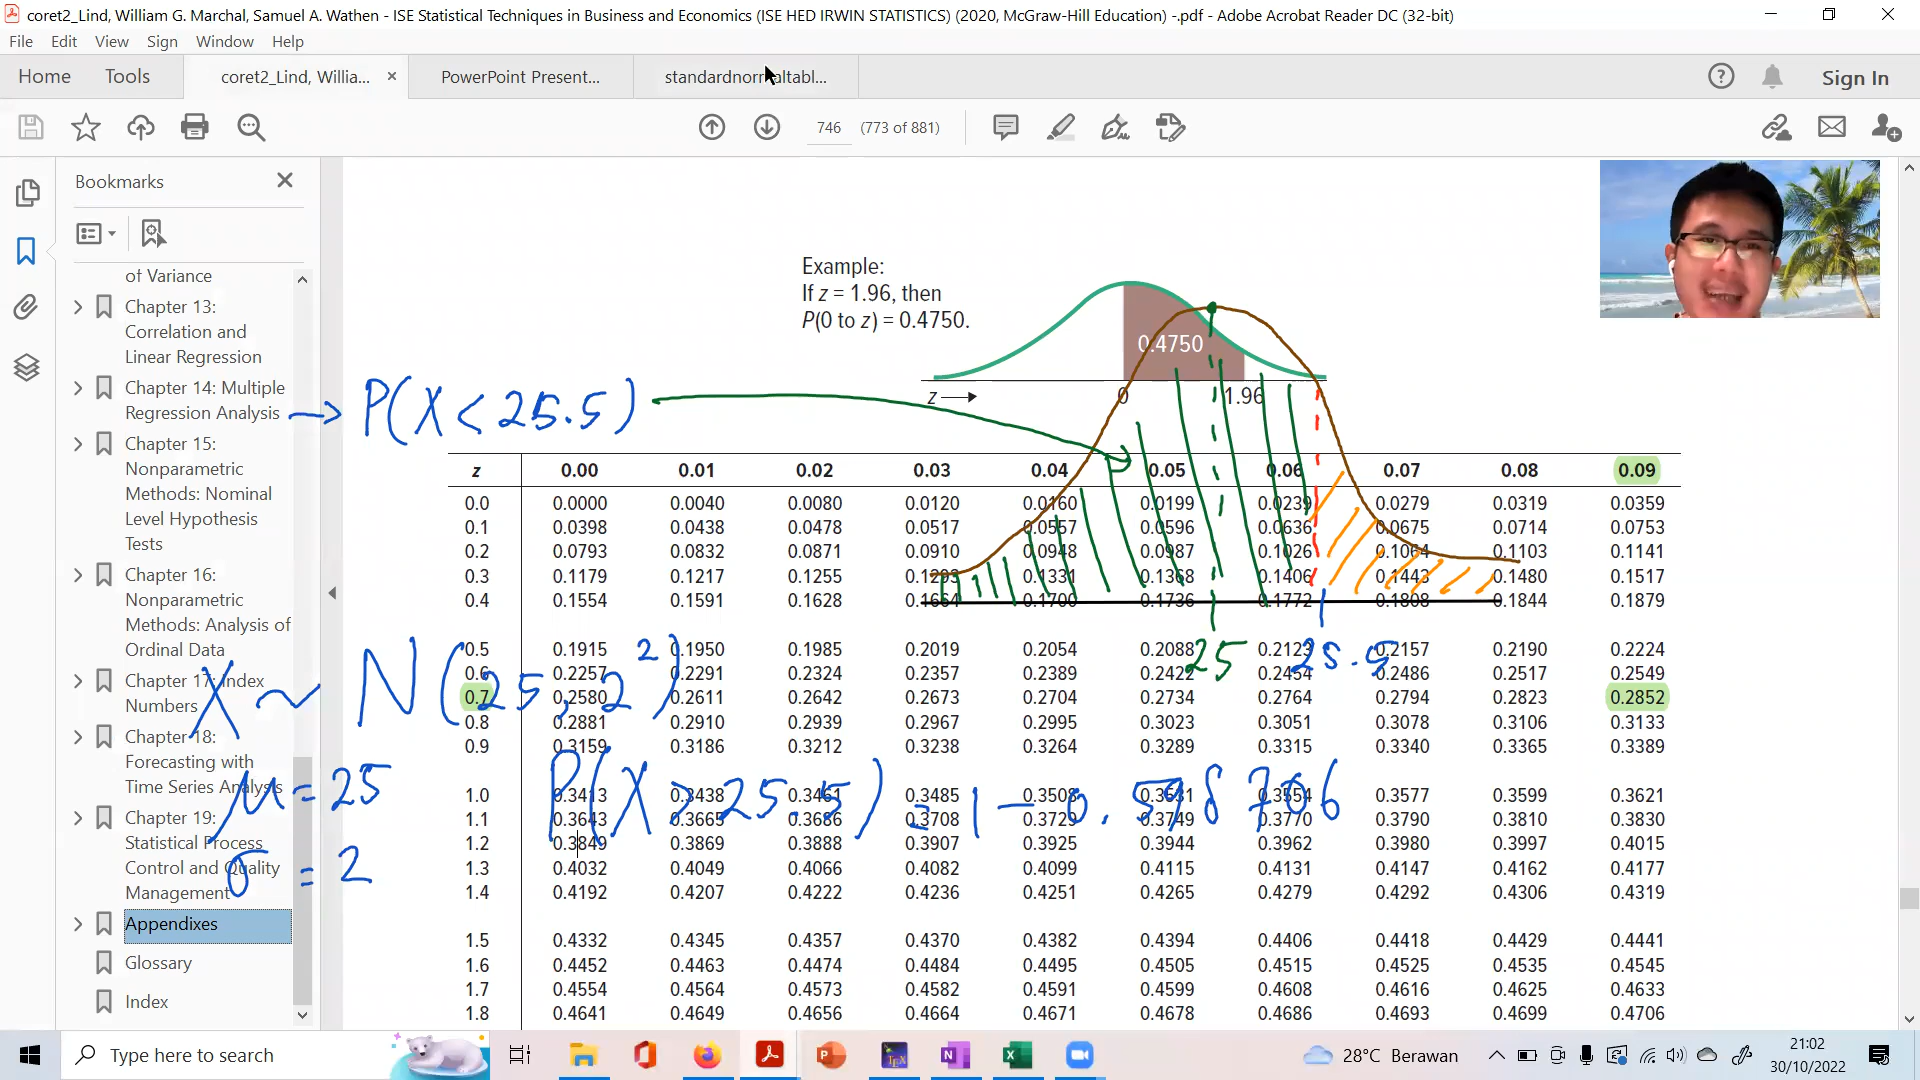 coret2_Lind, William G. Marchal, Samuel A. Wathen - ISE Statistical Techniques in Business and Economics (ISE HED IRWIN STATISTICS) (2020, McGraw-Hill Education) -.pdf - Adobe Acrobat Reader DC (32-bit)
File Edit View Sign Window Help
Home Tools coret2_Lind, Willia... PowerPoint Present... standardnormaltabl... Sign In
746 (773 of 881)
Bookmarks
of Variance
Chapter 13:
Correlation and
Linear Regression
Chapter 14: Multiple
Regression Analysis
Chapter 15:
Nonparametric
Methods: Nominal
Level Hypothesis
Tests
Chapter 16:
Nonparametric
Methods: Analysis of
Ordinal Data
Chapter 17: Index
Numbers
Chapter 18:
Forecasting with
Time Series Analysis
Chapter 19:
Statistical Process
Control and Quality
Management
Appendixes
Glossary
Index
Example:
If z = 1.96, then
P(0 to z) = 0.4750.
0.4750
z → 0 1.96
→ P(X < 25.5)
z 0.00 0.01 0.02 0.03 0.04 0.05 0.06 0.07 0.08 0.09
0.0 0.0000 0.0040 0.0080 0.0120 0.0160 0.0199 0.0239 0.0279 0.0319 0.0359
0.1 0.0398 0.0438 0.0478 0.0517 0.0557 0.0596 0.0636 0.0675 0.0714 0.0753
0.2 0.0793 0.0832 0.0871 0.0910 0.0948 0.0987 0.1026 0.1064 0.1103 0.1141
0.3 0.1179 0.1217 0.1255 0.1293 0.1331 0.1368 0.1406 0.1443 0.1480 0.1517
0.4 0.1554 0.1591 0.1628 0.1664 0.1700 0.1736 0.1772 0.1808 0.1844 0.1879
0.5 0.1915 0.1950 0.1985 0.2019 0.2054 0.2088 0.2123 0.2157 0.2190 0.2224
0.6 0.2257 0.2291 0.2324 0.2357 0.2389 0.2422 0.2454 0.2486 0.2517 0.2549
0.7 0.2580 0.2611 0.2642 0.2673 0.2704 0.2734 0.2764 0.2794 0.2823 0.2852
0.8 0.2881 0.2910 0.2939 0.2967 0.2995 0.3023 0.3051 0.3078 0.3106 0.3133
0.9 0.3159 0.3186 0.3212 0.3238 0.3264 0.3289 0.3315 0.3340 0.3365 0.3389
1.0 0.3413 0.3438 0.3461 0.3485 0.3508 0.3531 0.3554 0.3577 0.3599 0.3621
1.1 0.3643 0.3665 0.3686 0.3708 0.3729 0.3749 0.3770 0.3790 0.3810 0.3830
1.2 0.3849 0.3869 0.3888 0.3907 0.3925 0.3944 0.3962 0.3980 0.3997 0.4015
1.3 0.4032 0.4049 0.4066 0.4082 0.4099 0.4115 0.4131 0.4147 0.4162 0.4177
1.4 0.4192 0.4207 0.4222 0.4236 0.4251 0.4265 0.4279 0.4292 0.4306 0.4319
1.5 0.4332 0.4345 0.4357 0.4370 0.4382 0.4394 0.4406 0.4418 0.4429 0.4441
1.6 0.4452 0.4463 0.4474 0.4484 0.4495 0.4505 0.4515 0.4525 0.4535 0.4545
1.7 0.4554 0.4564 0.4573 0.4582 0.4591 0.4599 0.4608 0.4616 0.4625 0.4633
1.8 0.4641 0.4649 0.4656 0.4664 0.4671 0.4678 0.4686 0.4693 0.4699 0.4706
25 25.5
X ~ N(25, 2²)
μ = 25
σ = 2
P(X > 25.5) = 1 - 0.598706
Type here to search 28°C Berawan 21:02
30/10/2022